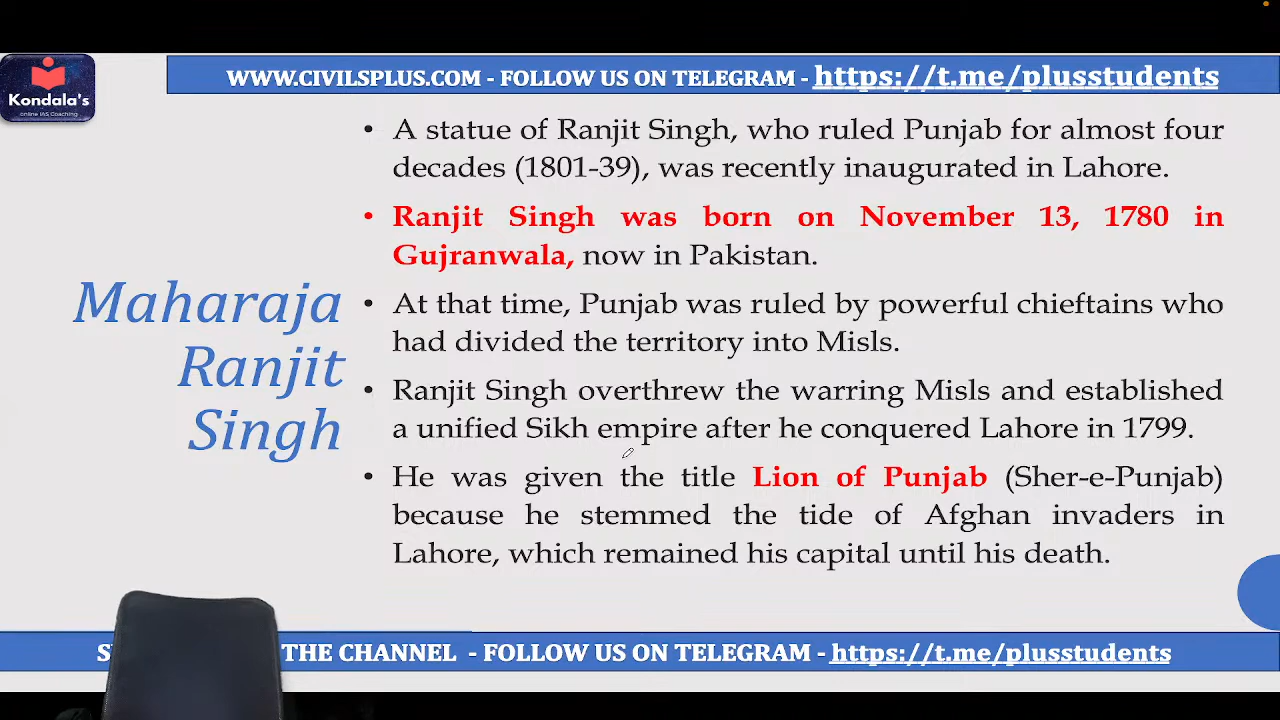 Kondala's
online IAS Coaching
WWW.CIVILSPLUS.COM - FOLLOW US ON TELEGRAM - https://t.me/plusstudents
Maharaja
Ranjit
Singh
• A statue of Ranjit Singh, who ruled Punjab for almost four
decades (1801-39), was recently inaugurated in Lahore.
• Ranjit Singh was born on November 13, 1780 in
Gujranwala, now in Pakistan.
• At that time, Punjab was ruled by powerful chieftains who
had divided the territory into Misls.
• Ranjit Singh overthrew the warring Misls and established
a unified Sikh empire after he conquered Lahore in 1799.
• He was given the title Lion of Punjab (Sher-e-Punjab)
because he stemmed the tide of Afghan invaders in
Lahore, which remained his capital until his death.
THE CHANNEL - FOLLOW US ON TELEGRAM - https://t.me/plusstudents